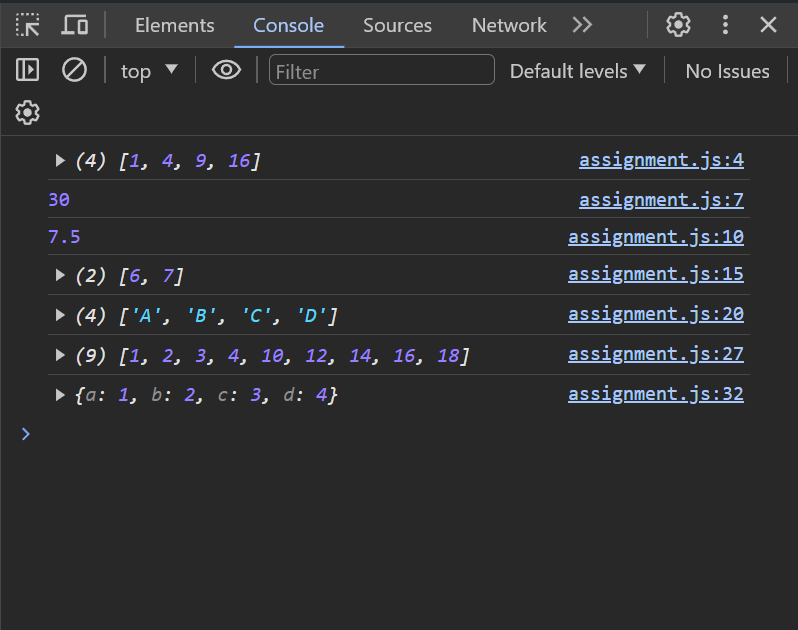 Elements Console Sources Network
top Filter Default levels No Issues
(4) [1, 4, 9, 16] assignment.js:4
30 assignment.js:7
7.5 assignment.js:10
(2) [6, 7] assignment.js:15
(4) ['A', 'B', 'C', 'D'] assignment.js:20
(9) [1, 2, 3, 4, 10, 12, 14, 16, 18] assignment.js:27
{a: 1, b: 2, c: 3, d: 4} assignment.js:32